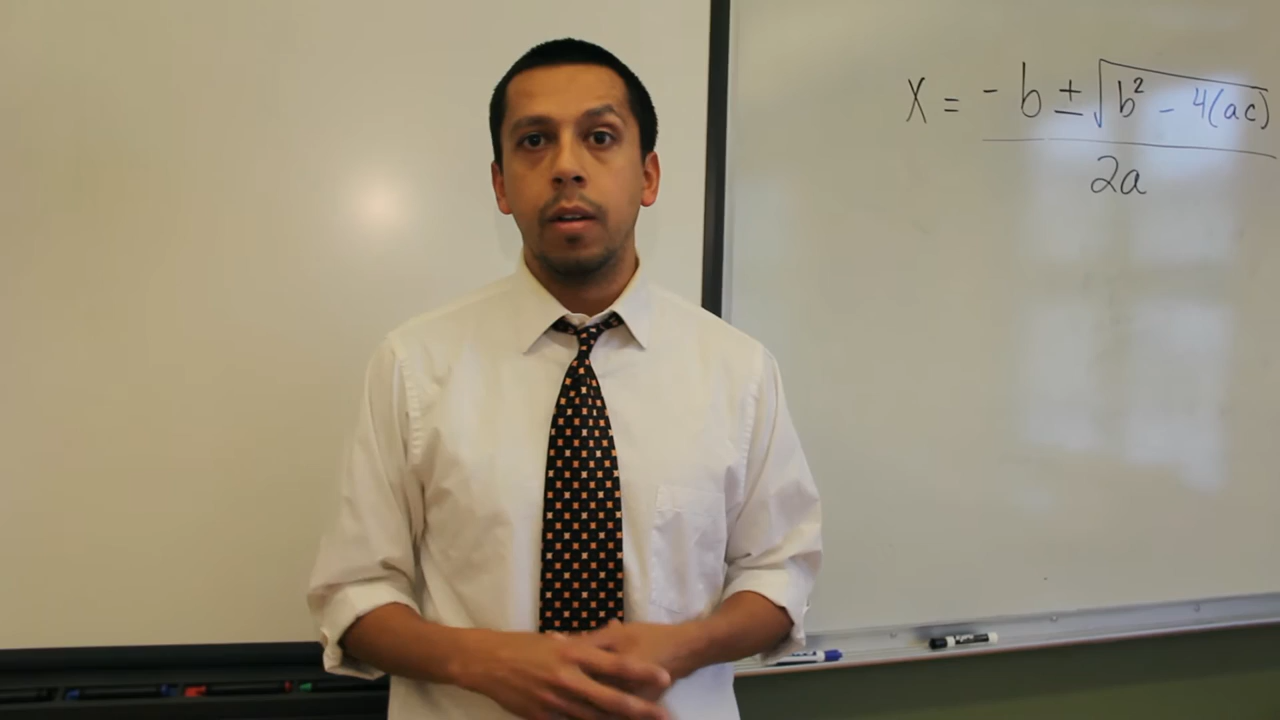 x = -b ± √b² - 4(ac)
2a